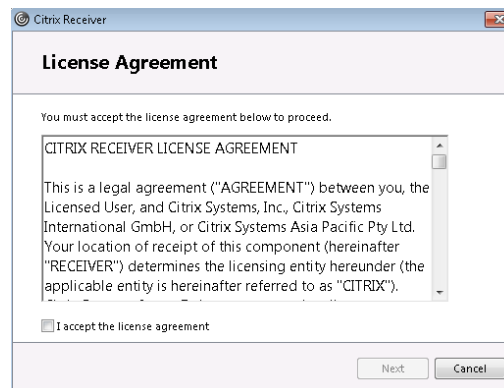 Citrix Receiver
License Agreement
You must accept the license agreement below to proceed.
CITRIX RECEIVER LICENSE AGREEMENT
This is a legal agreement ("AGREEMENT") between you, the
Licensed User, and Citrix Systems, Inc., Citrix Systems
International GmbH, or Citrix Systems Asia Pacific Pty Ltd.
Your location of receipt of this component (hereinafter
"RECEIVER") determines the licensing entity hereunder (the
applicable entity is hereinafter referred to as "CITRIX").
I accept the license agreement
Next
Cancel